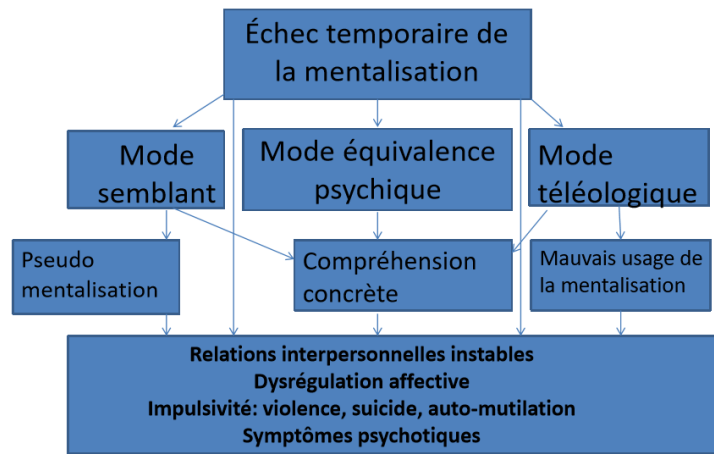 Échec temporaire de
la mentalisation
Mode
semblant
Mode équivalence
psychique
Mode
téléologique
Pseudo
mentalisation
Compréhension
concrète
Mauvais usage de
la mentalisation
Relations interpersonnelles instables
Dysrégulation affective
Impulsivité: violence, suicide, auto-mutilation
Symptômes psychotiques